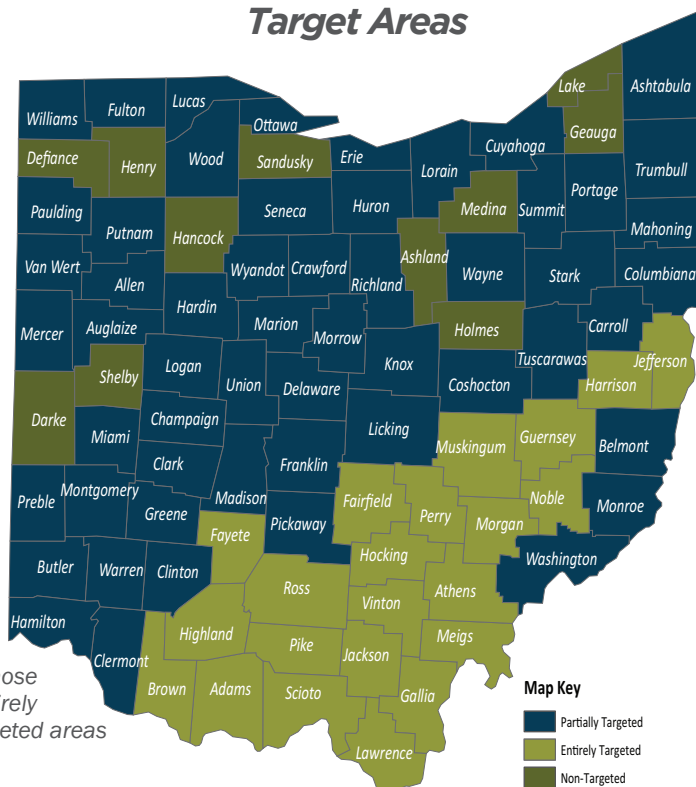 Target Areas
Ashtabula
Lake
Lucas
Williams
Fulton
Geauga
Ottawa
Cuyahoga
Defiance
Henry
Wood
Sandusky
Erie
Lorain
Trumbull
Portage
Paulding
Seneca
Huron
Medina
Summit
Putnam
Hancock
Mahoning
Van Wert
Wyandot
Crawford
Ashland
Wayne
Stark
Columbiana
Allen
Richland
Hardin
Mercer
Auglaize
Marion
Morrow
Holmes
Carroll
Tuscarawas
Jefferson
Shelby
Logan
Union
Knox
Coshocton
Harrison
Delaware
Darke
Champaign
Miami
Licking
Muskingum
Guernsey
Belmont
Clark
Franklin
Preble
Montgomery
Madison
Fairfield
Noble
Monroe
Greene
Pickaway
Perry
Morgan
Fayete
Hocking
Washington
Butler
Warren
Clinton
Ross
Vinton
Athens
Hamilton
Highland
Pike
Jackson
Meigs
Clermont
Brown
Adams
Scioto
Gallia
Lawrence
ose
irely
eted areas
Map Key
Partially Targeted
Entirely Targeted
Non-Targeted